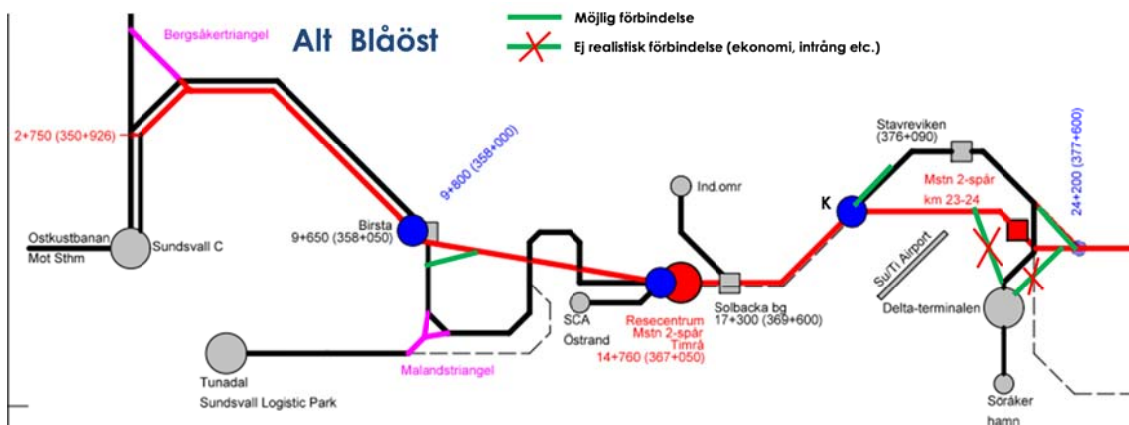 Bergsåkertriangel
Alt Blåöst
Möjlig förbindelse
Ej realistisk förbindelse (ekonomi, intrång etc.)
2+750 (350+926)
9+800 (358+000)
Stavreviken
(376+090)
Mstn 2-spår
km 23-24
24+200 (377+600)
Ind.omr
K
Birsta
9+650 (358+050)
Ostkustbanan
Mot Sthm
Sundsvall C
Su/Ti Airport
SCA
Östrand
Resecentrum
Mstn 2-spår
Timrå
14+760 (367+050)
Solbacka bg
17+300 (369+600)
Delta-terminalen
Malandstriangel
Tunadal
Sundsvall Logistic Park
Söråker
hamn